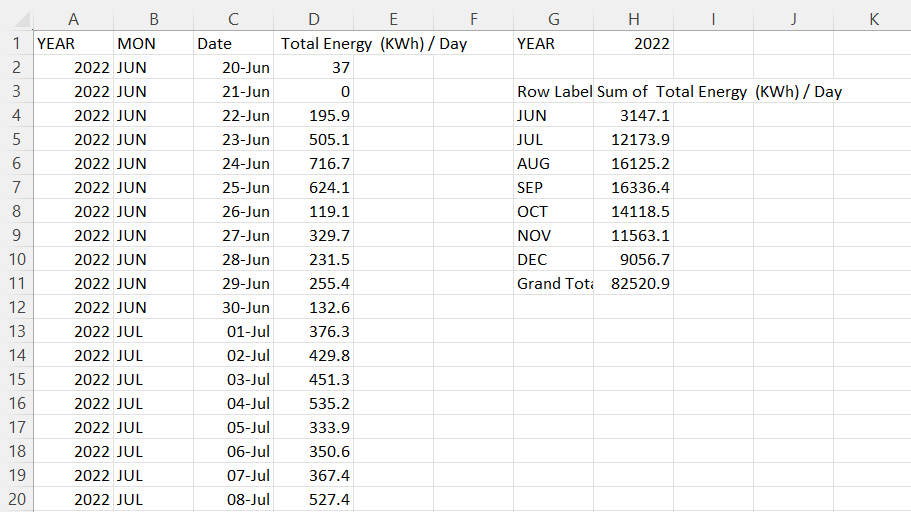 A B C D E F G H I J K
1 YEAR MON Date Total Energy (KWh) / Day YEAR 2022
2 2022 JUN 20-Jun 37
3 2022 JUN 21-Jun 0 Row Label Sum of Total Energy (KWh) / Day
4 2022 JUN 22-Jun 195.9 JUN 3147.1
5 2022 JUN 23-Jun 505.1 JUL 12173.9
6 2022 JUN 24-Jun 716.7 AUG 16125.2
7 2022 JUN 25-Jun 624.1 SEP 16336.4
8 2022 JUN 26-Jun 119.1 OCT 14118.5
9 2022 JUN 27-Jun 329.7 NOV 11563.1
10 2022 JUN 28-Jun 231.5 DEC 9056.7
11 2022 JUN 29-Jun 255.4 Grand Tota 82520.9
12 2022 JUN 30-Jun 132.6
13 2022 JUL 01-Jul 376.3
14 2022 JUL 02-Jul 429.8
15 2022 JUL 03-Jul 451.3
16 2022 JUL 04-Jul 535.2
17 2022 JUL 05-Jul 333.9
18 2022 JUL 06-Jul 350.6
19 2022 JUL 07-Jul 367.4
20 2022 JUL 08-Jul 527.4